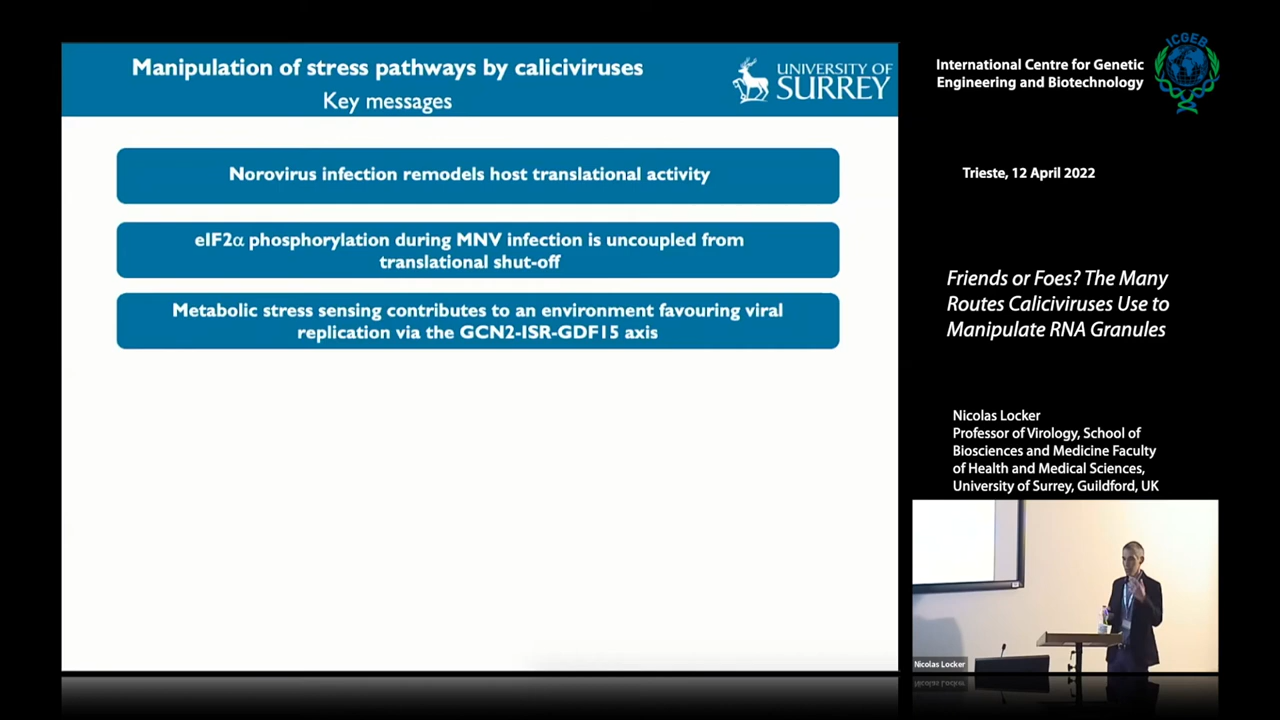 Manipulation of stress pathways by caliciviruses
Key messages
UNIVERSITY OF
SURREY
Norovirus infection remodels host translational activity
eIF2α phosphorylation during MNV infection is uncoupled from
translational shut-off
Metabolic stress sensing contributes to an environment favouring viral
replication via the GCN2-ISR-GDF15 axis
International Centre for Genetic
Engineering and Biotechnology
ICGEB
Trieste, 12 April 2022
Friends or Foes? The Many
Routes Caliciviruses Use to
Manipulate RNA Granules
Nicolas Locker
Professor of Virology, School of
Biosciences and Medicine Faculty
of Health and Medical Sciences,
University of Surrey, Guildford, UK
Nicolas Locker